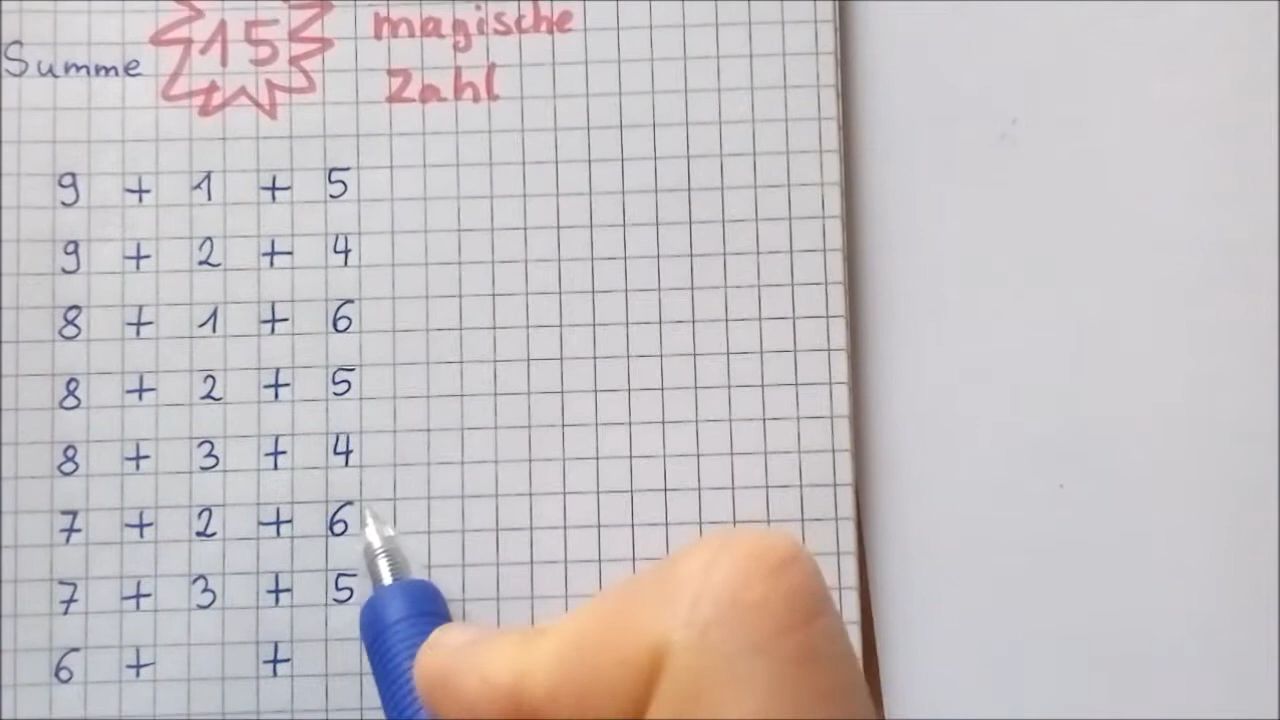 magische
Summe 15
Zahl
9 + 1 + 5
9 + 2 + 4
8 + 1 + 6
8 + 2 + 5
8 + 3 + 4
7 + 2 + 6
7 + 3 + 5
6 + +